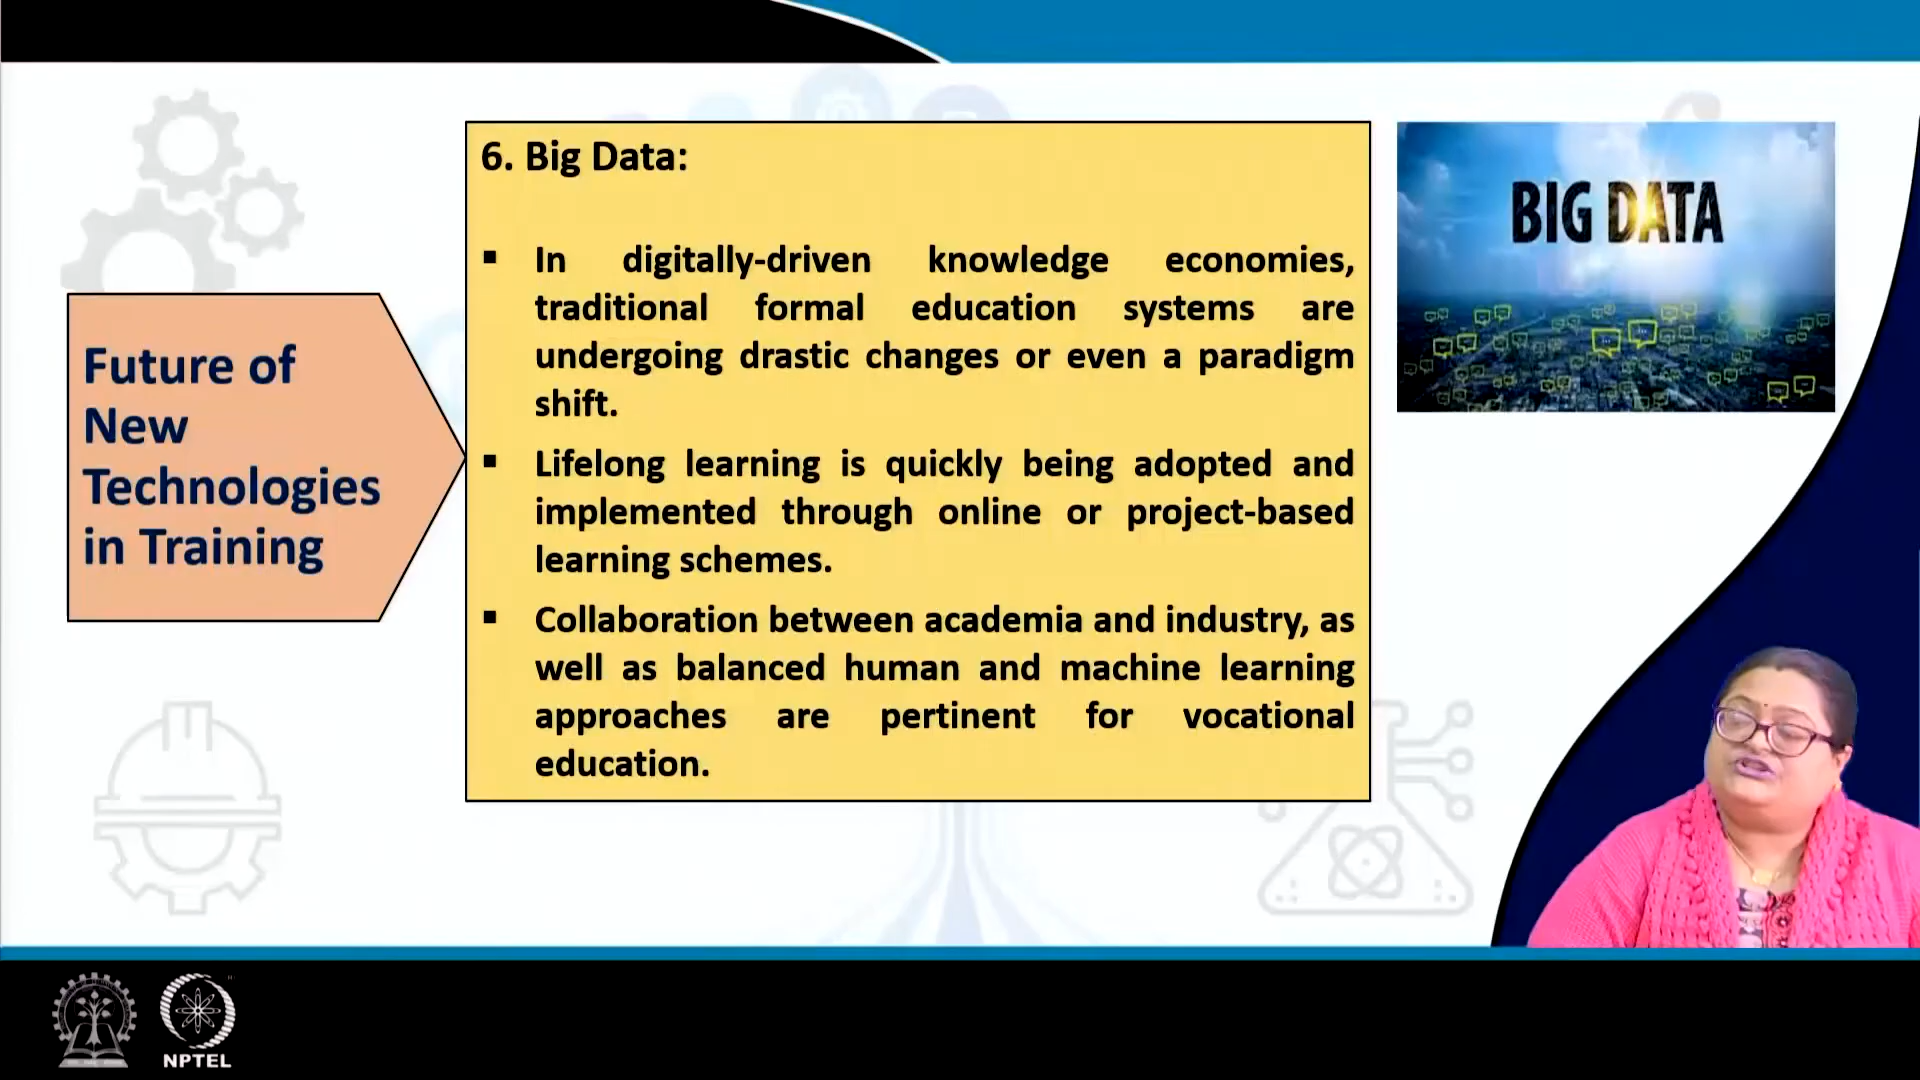 Future of
New
Technologies
in Training
6. Big Data:
▪ In digitally-driven knowledge economies,
traditional formal education systems are
undergoing drastic changes or even a paradigm
shift.
▪ Lifelong learning is quickly being adopted and
implemented through online or project-based
learning schemes.
▪ Collaboration between academia and industry, as
well as balanced human and machine learning
approaches are pertinent for vocational
education.
BIG DATA
NPTEL